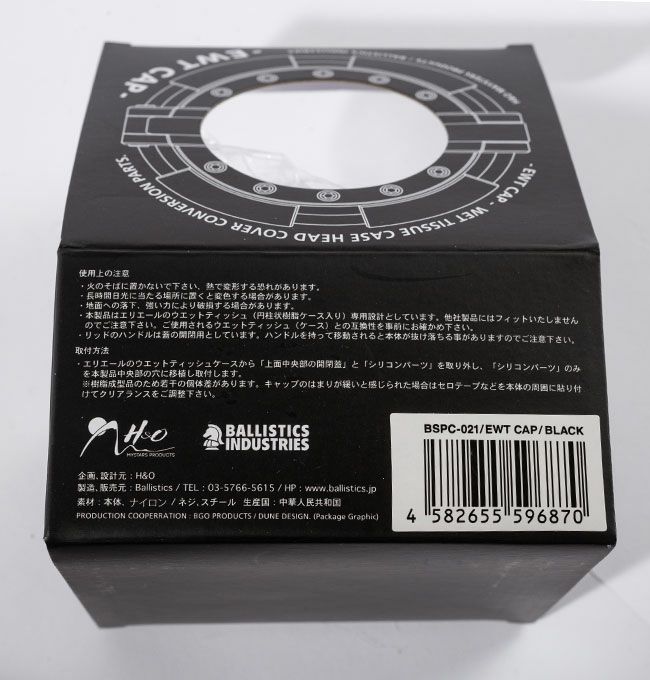 - EWT CAP -
H&O MASTERS PRODUCTS / BALLISTICS INDUSTRIES
- EWT CAP - WET TISSUE CASE HEAD COVER CONVERSION PARTS.
使用上の注意
・火のそばに置かないで下さい、熱で変形する恐れがあります。
・長時間日光に当たる場所に置くと変色する場合があります。
・地面への落下、強い力により破損する場合があります。
・本製品はエリエールのウエットティッシュ（円柱状樹脂ケース入り）専用設計としています。他社製品にはフィットいたしません
のでご注意下さい。ご使用されるウエットティッシュ（ケース）との互換性を事前にお確かめ下さい。
・リッドのハンドルは蓋の開閉用としています。ハンドルを持って移動されると本体が抜け落ちる事がありますのでご注意下さい。
取付方法
・エリエールのウエットティッシュケースから「上面中央部の開閉蓋」と「シリコンパーツ」を取り外し、「シリコンパーツ」のみ
を本製品中央部の穴に移植し取付します。
※樹脂成型品のため若干の個体差があります。キャップのはまりが緩いと感じられた場合はセロテープなどを本体の周囲に貼り付
けてクリアランスをご調整下さい。
H&O
MYSTARS PRODUCTS
BALLISTICS
INDUSTRIES
企画、設計元：H&O
製造、販売元：Ballistics / TEL：03-5766-5615 / HP：www.ballistics.jp
素材：本体、ナイロン / ネジ、スチール 生産国：中華人民共和国
PRODUCTION COOPERRATION : BGO PRODUCTS / DUNE DESIGN. (Package Graphic)
BSPC-021/EWT CAP/BLACK
4 582655 596870